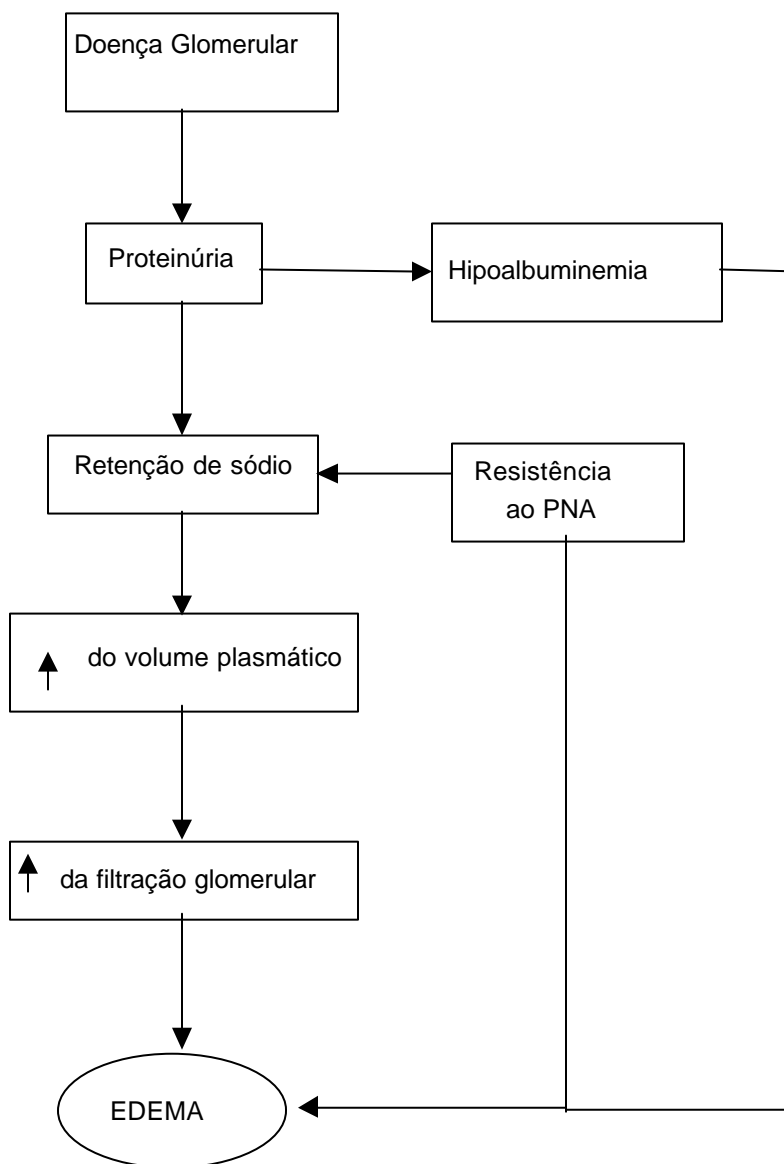 Doença Glomerular
Proteinúria
Hipoalbuminemia
Retenção de sódio
Resistência
ao PNA
do volume plasmático
da filtração glomerular
EDEMA